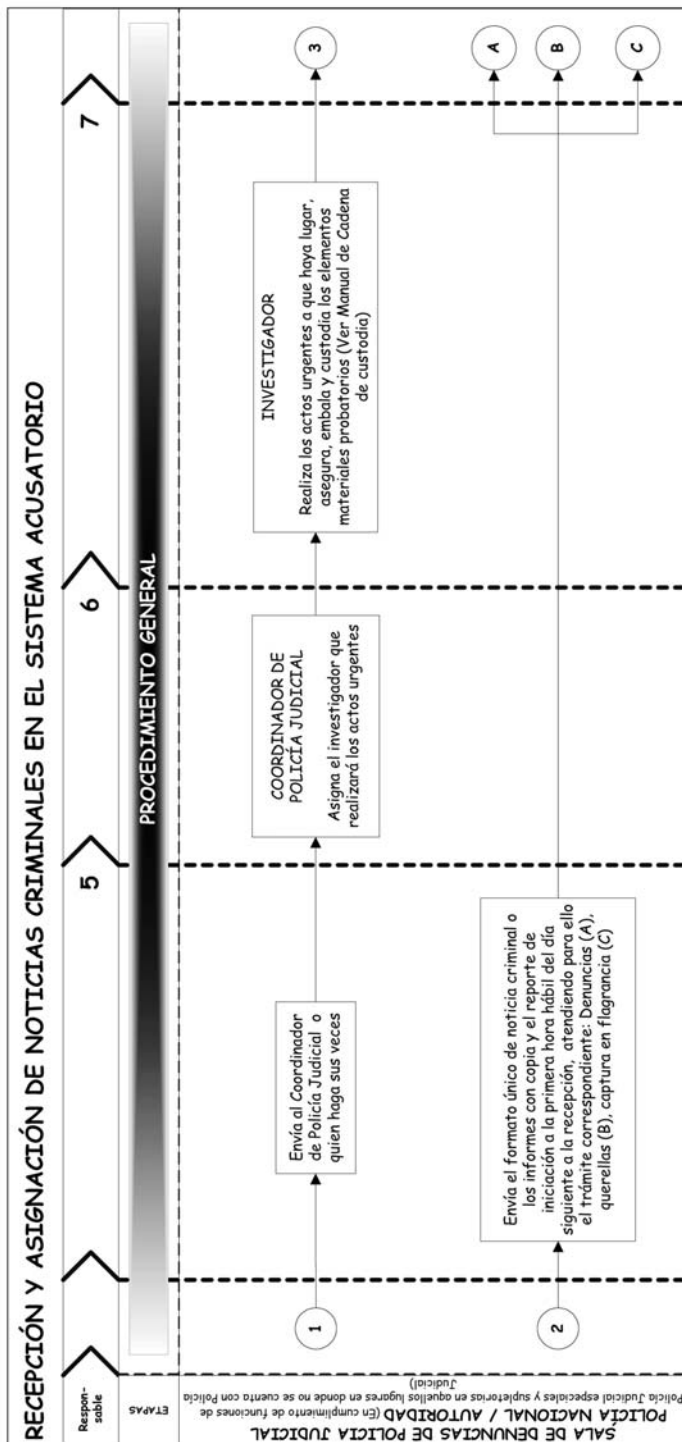 RECEPCIÓN Y ASIGNACIÓN DE NOTICIAS CRIMINALES EN EL SISTEMA ACUSATORIO
Respon-
sable
5
6
7
ETAPAS
PROCEDIMIENTO GENERAL
SALA DE DENUNCIAS DE POLICIA JUDICIAL
POLICÍA NACIONAL / AUTORIDAD (En cumplimiento de funciones de
Policía Judicial especiales y supletorias en aquellos lugares en donde no se cuenta con Policía
Judicial)
1
Envía al Coordinador
de Policía Judicial o
quien haga sus veces
COORDINADOR DE
POLICÍA JUDICIAL
Asigna el investigador que
realizará los actos urgentes
INVESTIGADOR
Realiza los actos urgentes a que haya lugar,
asegura, embala y custodia los elementos
materiales probatorios (Ver Manual de Cadena
de custodia)
3
2
Envía el formato único de noticia criminal o
los informes con copia y el reporte de
iniciación a la primera hora hábil del día
siguiente a la recepción, atendiendo para ello
el trámite correspondiente: Denuncias (A),
querellas (B), captura en flagrancia (C)
A
B
C